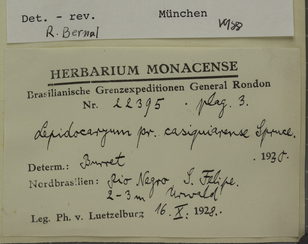 Det. - rev. München
R. Bernal
HERBARIUM MONACENSE
Brasilianische Grenzexpeditionen General Rondon
Nr. 22395 plag. 3.
Lepidocaryum pr. casiquiarense Spruce.
Determ.: Burret . 1930.
Nordbrasilien: Rio Negro S. Felipe.
2-3 m Urwald
Leg. Ph. v. Luetzelburg 16. X. 1928.